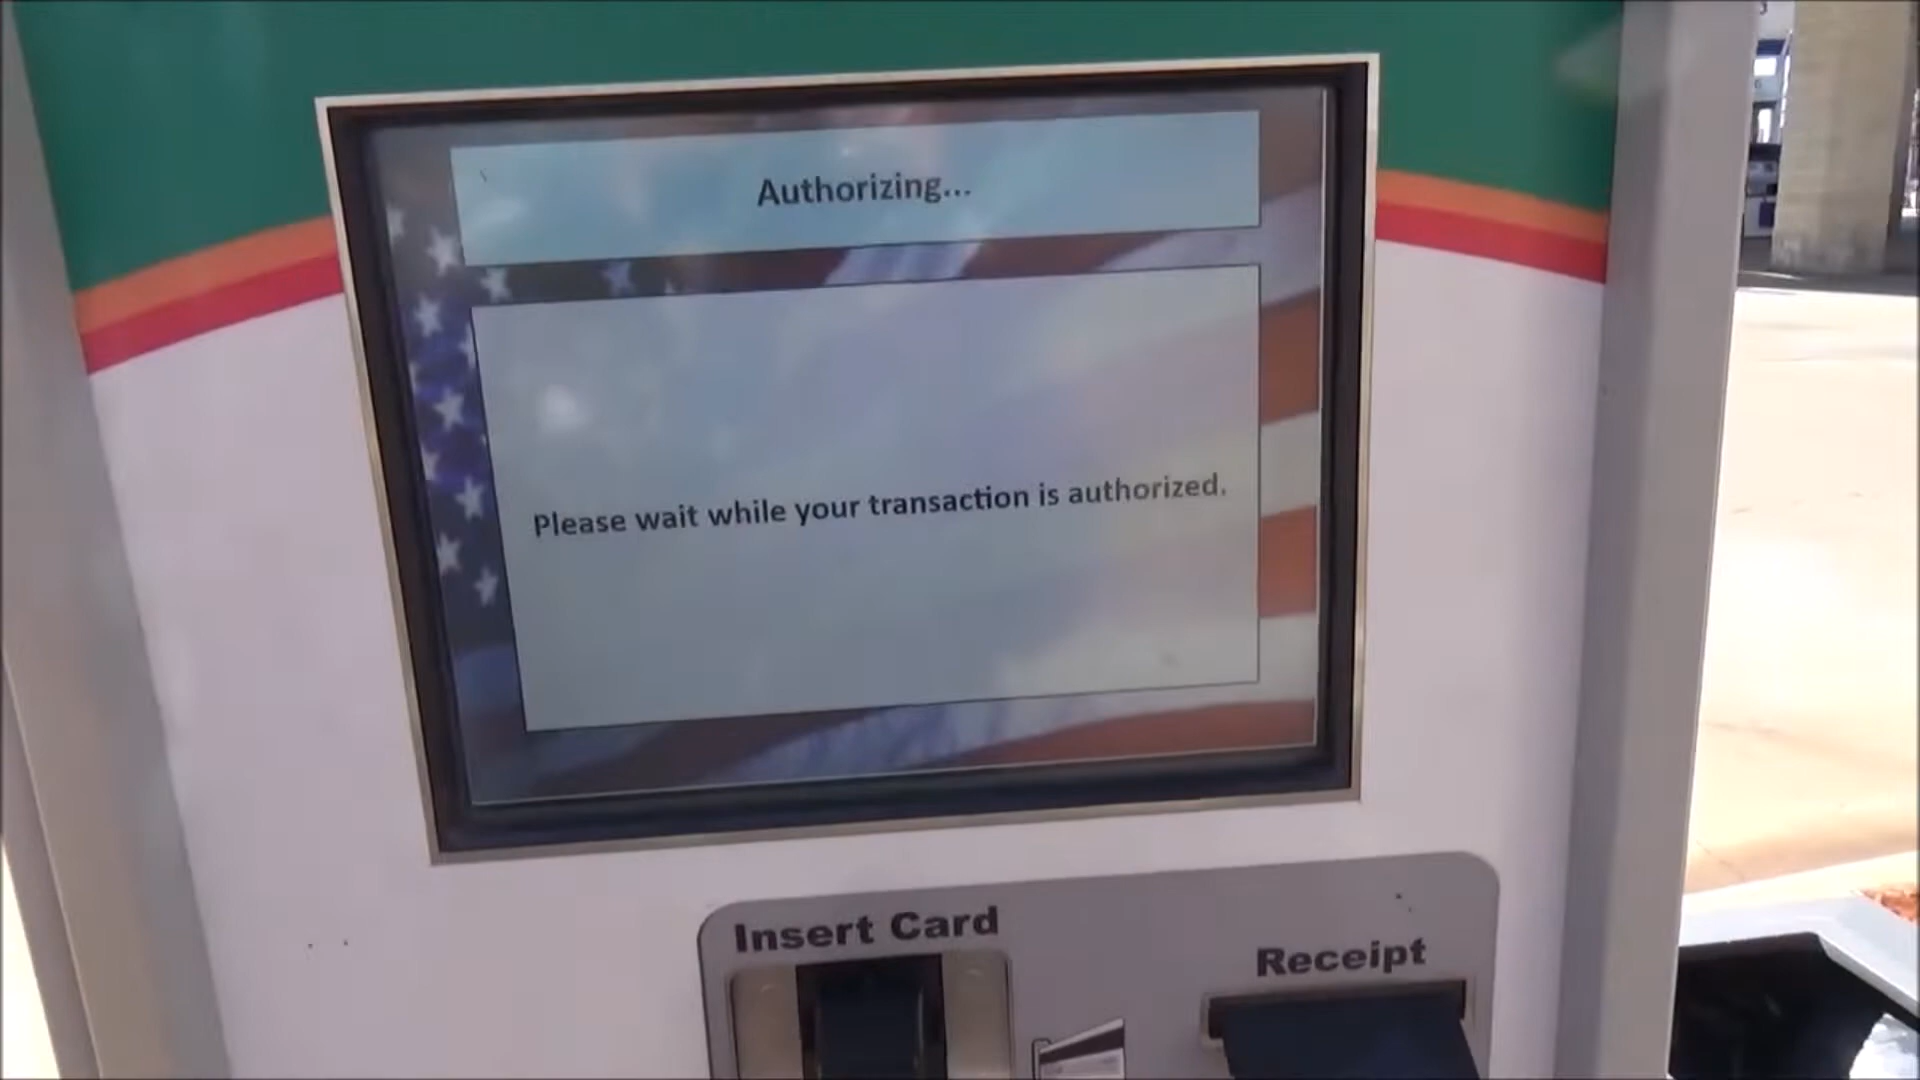 Authorizing...
Please wait while your transaction is authorized.
Insert Card
Receipt